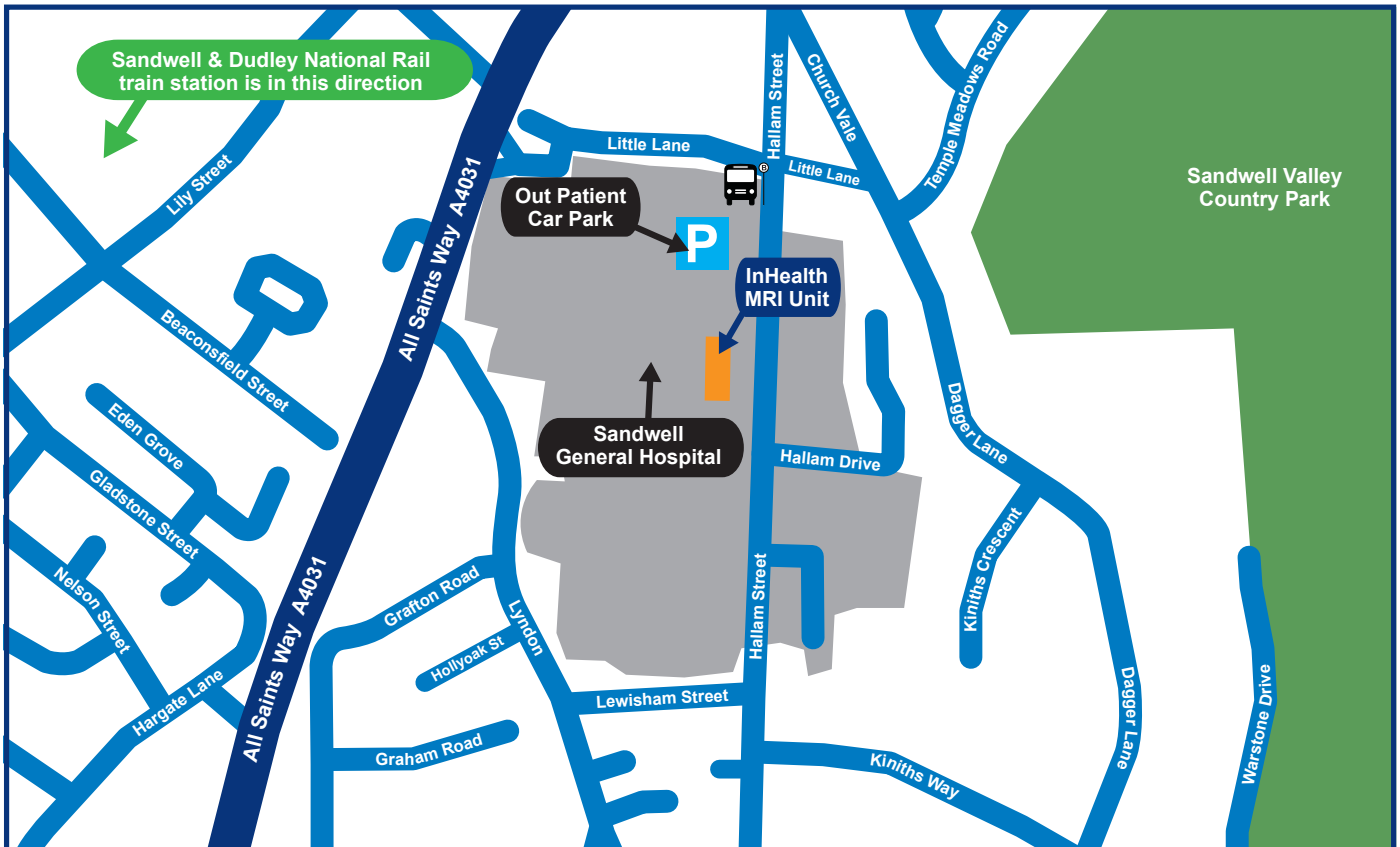 Sandwell & Dudley National Rail
train station is in this direction
Hallam Street
Church Vale
Temple Meadows Road
Little Lane
Little Lane
B
Lily Street
All Saints Way A4031
Out Patient
Car Park
P
Sandwell Valley
Country Park
InHealth
MRI Unit
Beaconsfield Street
Eden Grove
Gladstone Street
Sandwell
General Hospital
Hallam Drive
Dagger Lane
Kiniths Crescent
Nelson Street
All Saints Way A4031
Grafton Road
Lyndon
Hollyoak St
Hallam Street
Hargate Lane
Lewisham Street
Graham Road
Kiniths Way
Dagger Lane
Warstone Drive